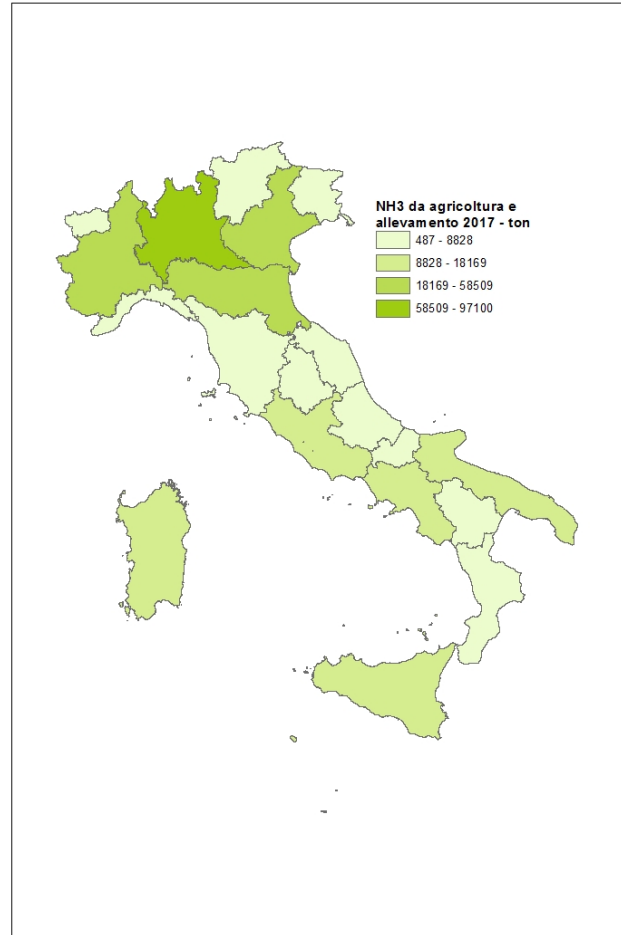 NH3 da agricoltura e
allevamento 2017 - ton
487 - 8828
8828 - 18169
18169 - 58509
58509 - 97100